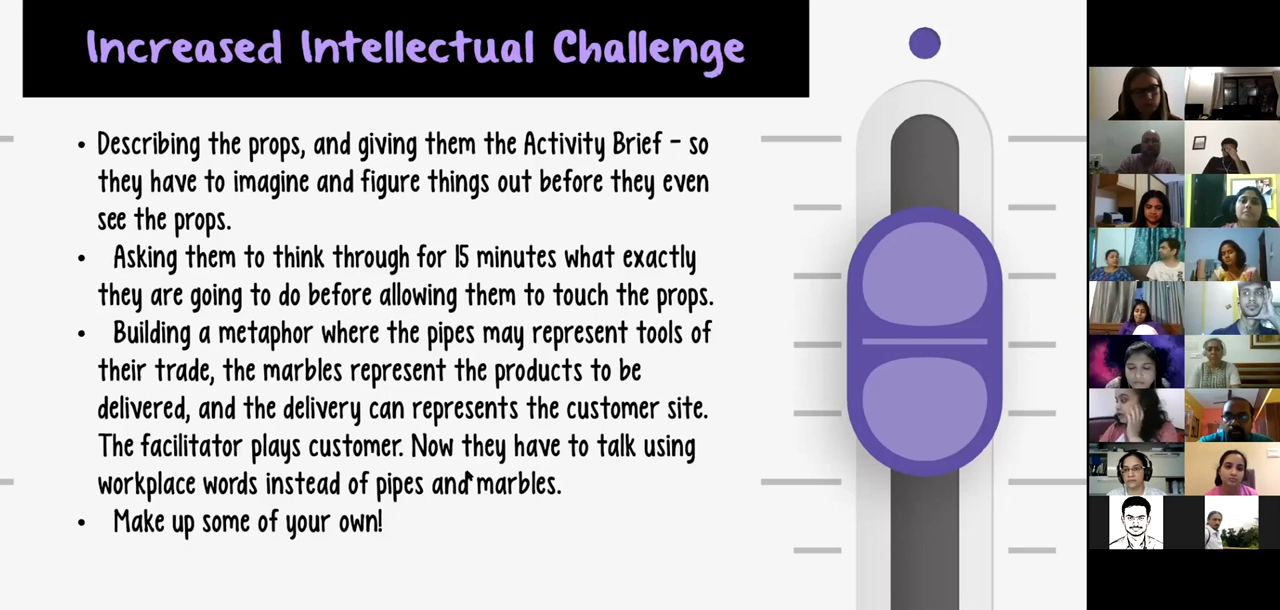 Increased Intellectual Challenge
• Describing the props, and giving them the Activity Brief - so
they have to imagine and figure things out before they even
see the props.
• Asking them to think through for 15 minutes what exactly
they are going to do before allowing them to touch the props.
• Building a metaphor where the pipes may represent tools of
their trade, the marbles represent the products to be
delivered, and the delivery can represents the customer site.
The facilitator plays customer. Now they have to talk using
workplace words instead of pipes and marbles.
• Make up some of your own!